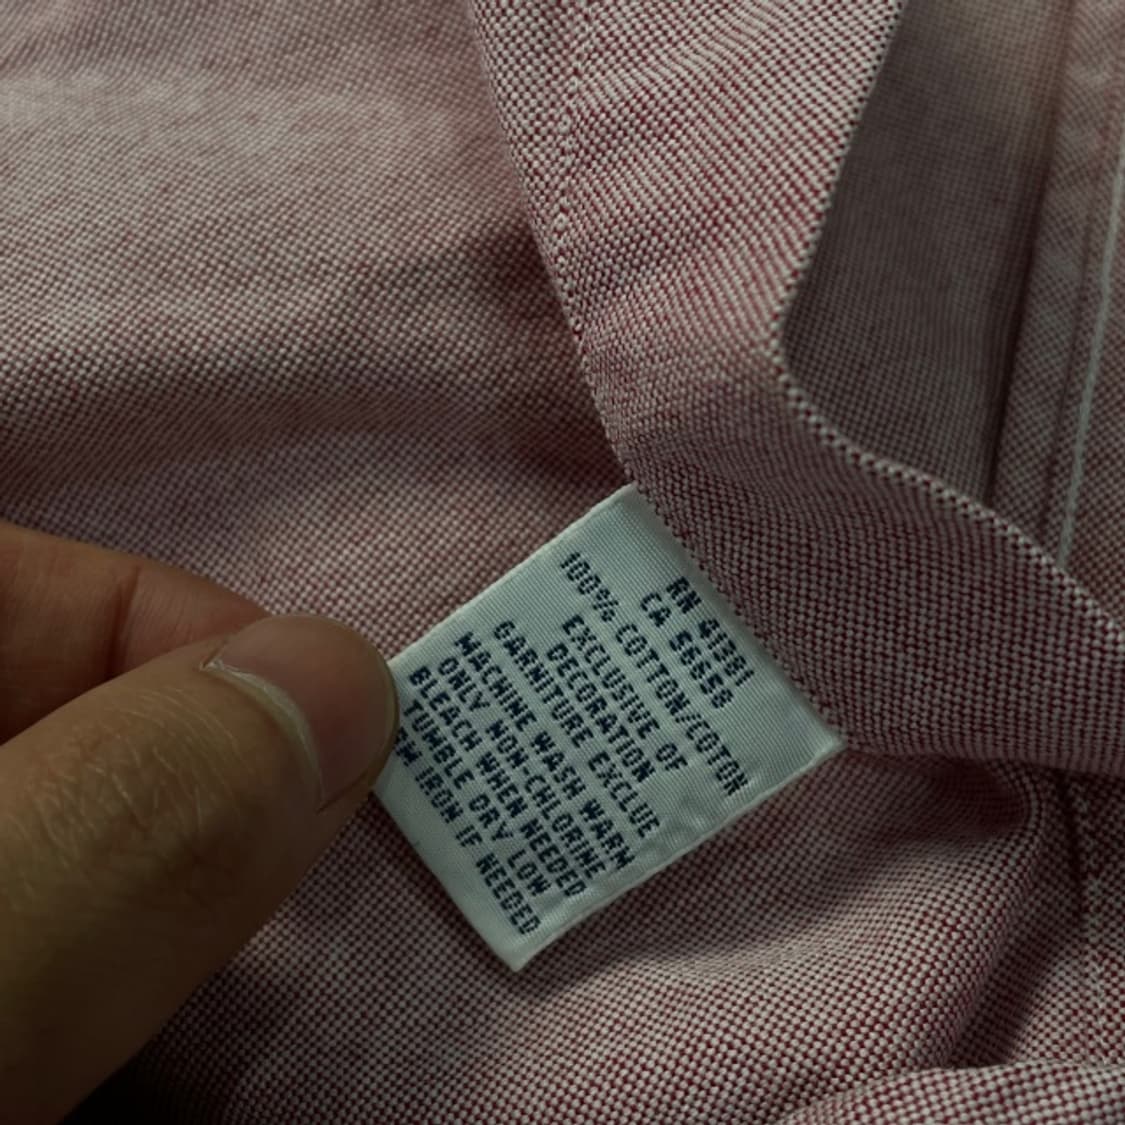 RN 41381
CA 56656
100% COTTON/COTON
EXCLUSIVE OF
DECORATION
GARNITURE EXCLUE
MACHINE WASH WARM
ONLY NON-CHLORINE
BLEACH WHEN NEEDED
TUMBLE DRY LOW
IRON IF NEEDED